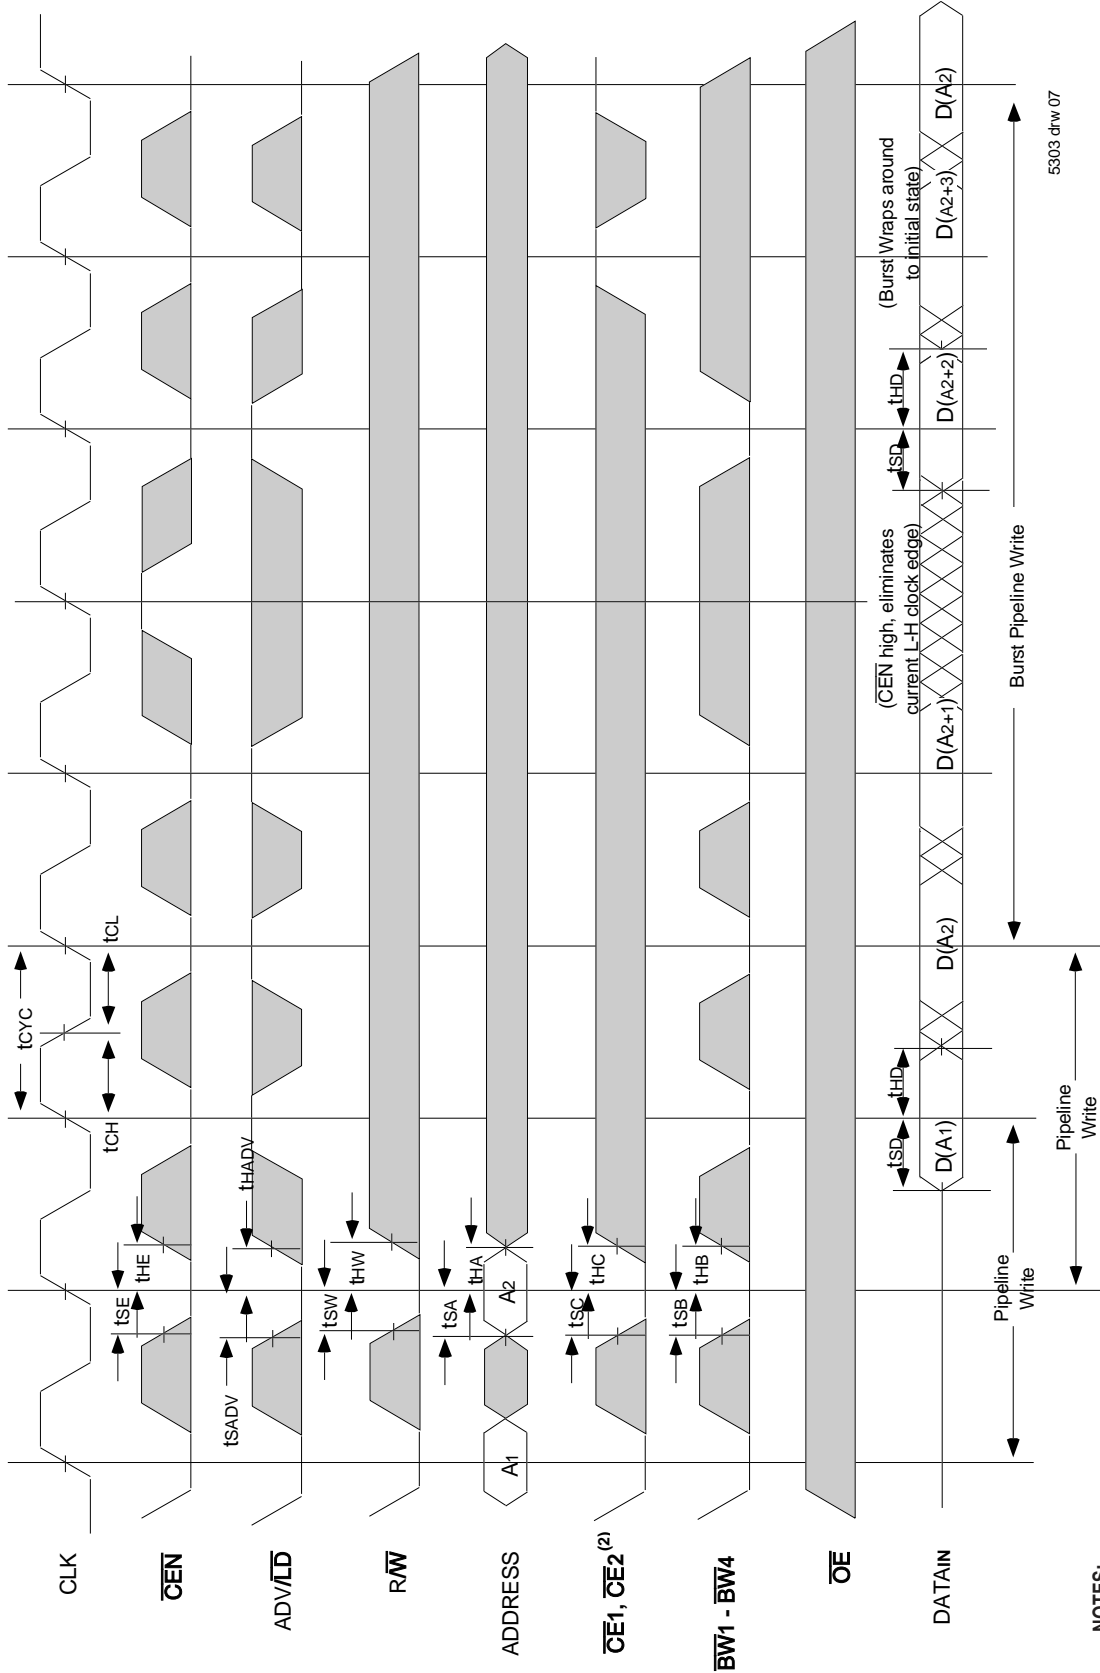 CLK
tCYC
tCH
tCL
CEN
tSE
tHE
ADV/LD
tSADV
tHADV
R/W
tSW
tHW
ADDRESS
A1
A2
tSA
tHA
CE1, CE2(2)
tSC
tHC
BW1 - BW4
tSB
tHB
OE
(CEN high, eliminates
current L-H clock edge)
(Burst Wraps around
to initial state)
tSD
tHD
tSD
tHD
DATAIN
D(A1)
D(A2)
D(A2+1)
D(A2+2)
D(A2+3)
D(A2)
Burst Pipeline Write
Pipeline
Write
Pipeline
Write
5303 drw 07
NOTES: